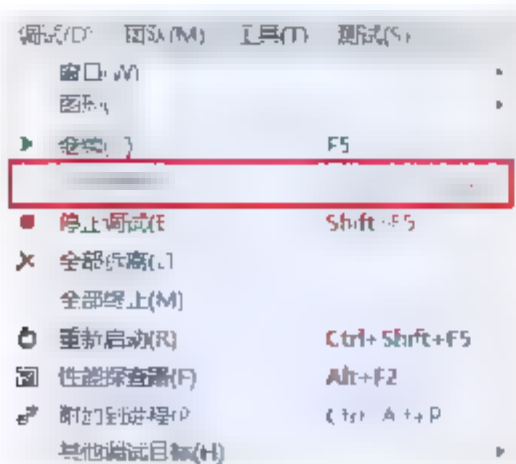 调试(D) 团队(M) 工具(T) 测试(S)
窗口(W)
图形
继续( ) F5
停止调试(E Shift+F5
全部拆离(L)
全部终止(M)
重新启动(R) Ctrl+Shift+F5
性能探查器(F) Alt+F2
附加到进程(P Ctrl+Alt+P
其他调试目标(H)